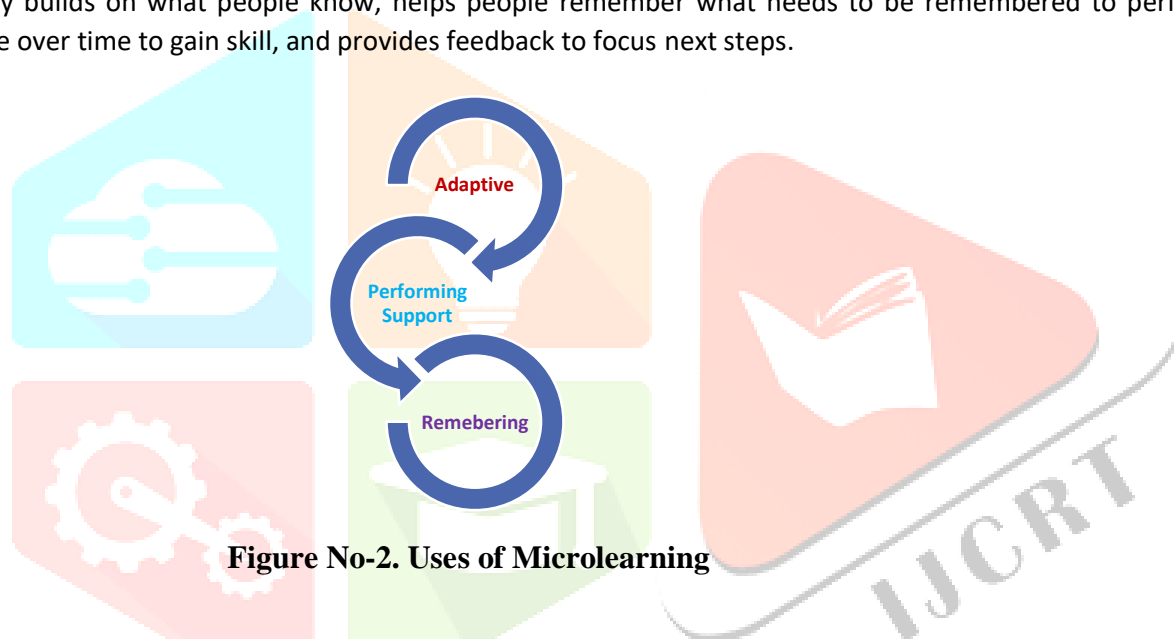 y builds on what people know, helps people remember what needs to be remembered to peri
e over time to gain skill, and provides feedback to focus next steps.
Adaptive
Performing
Support
Remebering
Figure No-2. Uses of Microlearning
IJCRT